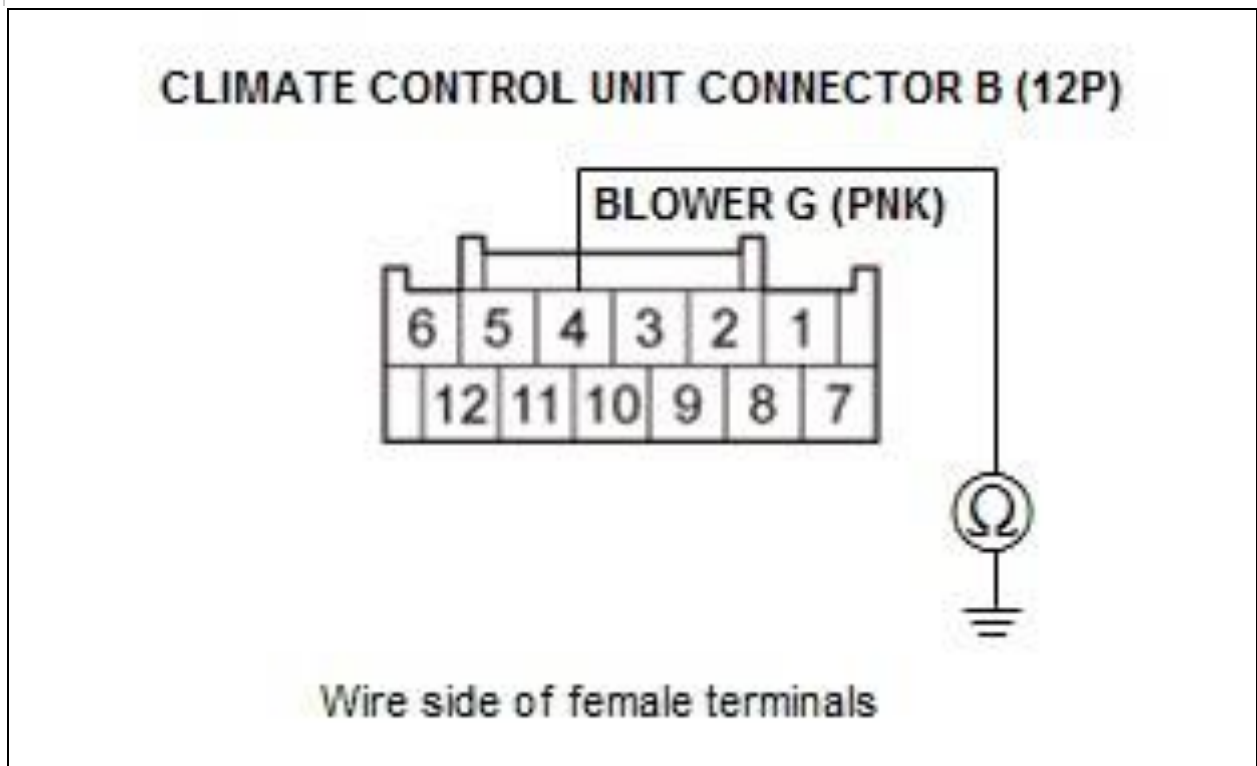 CLIMATE CONTROL UNIT CONNECTOR B (12P)
BLOWER G (PNK)
6 5 4 3 2 1
12 11 10 9 8 7
Ω
Wire side of female terminals